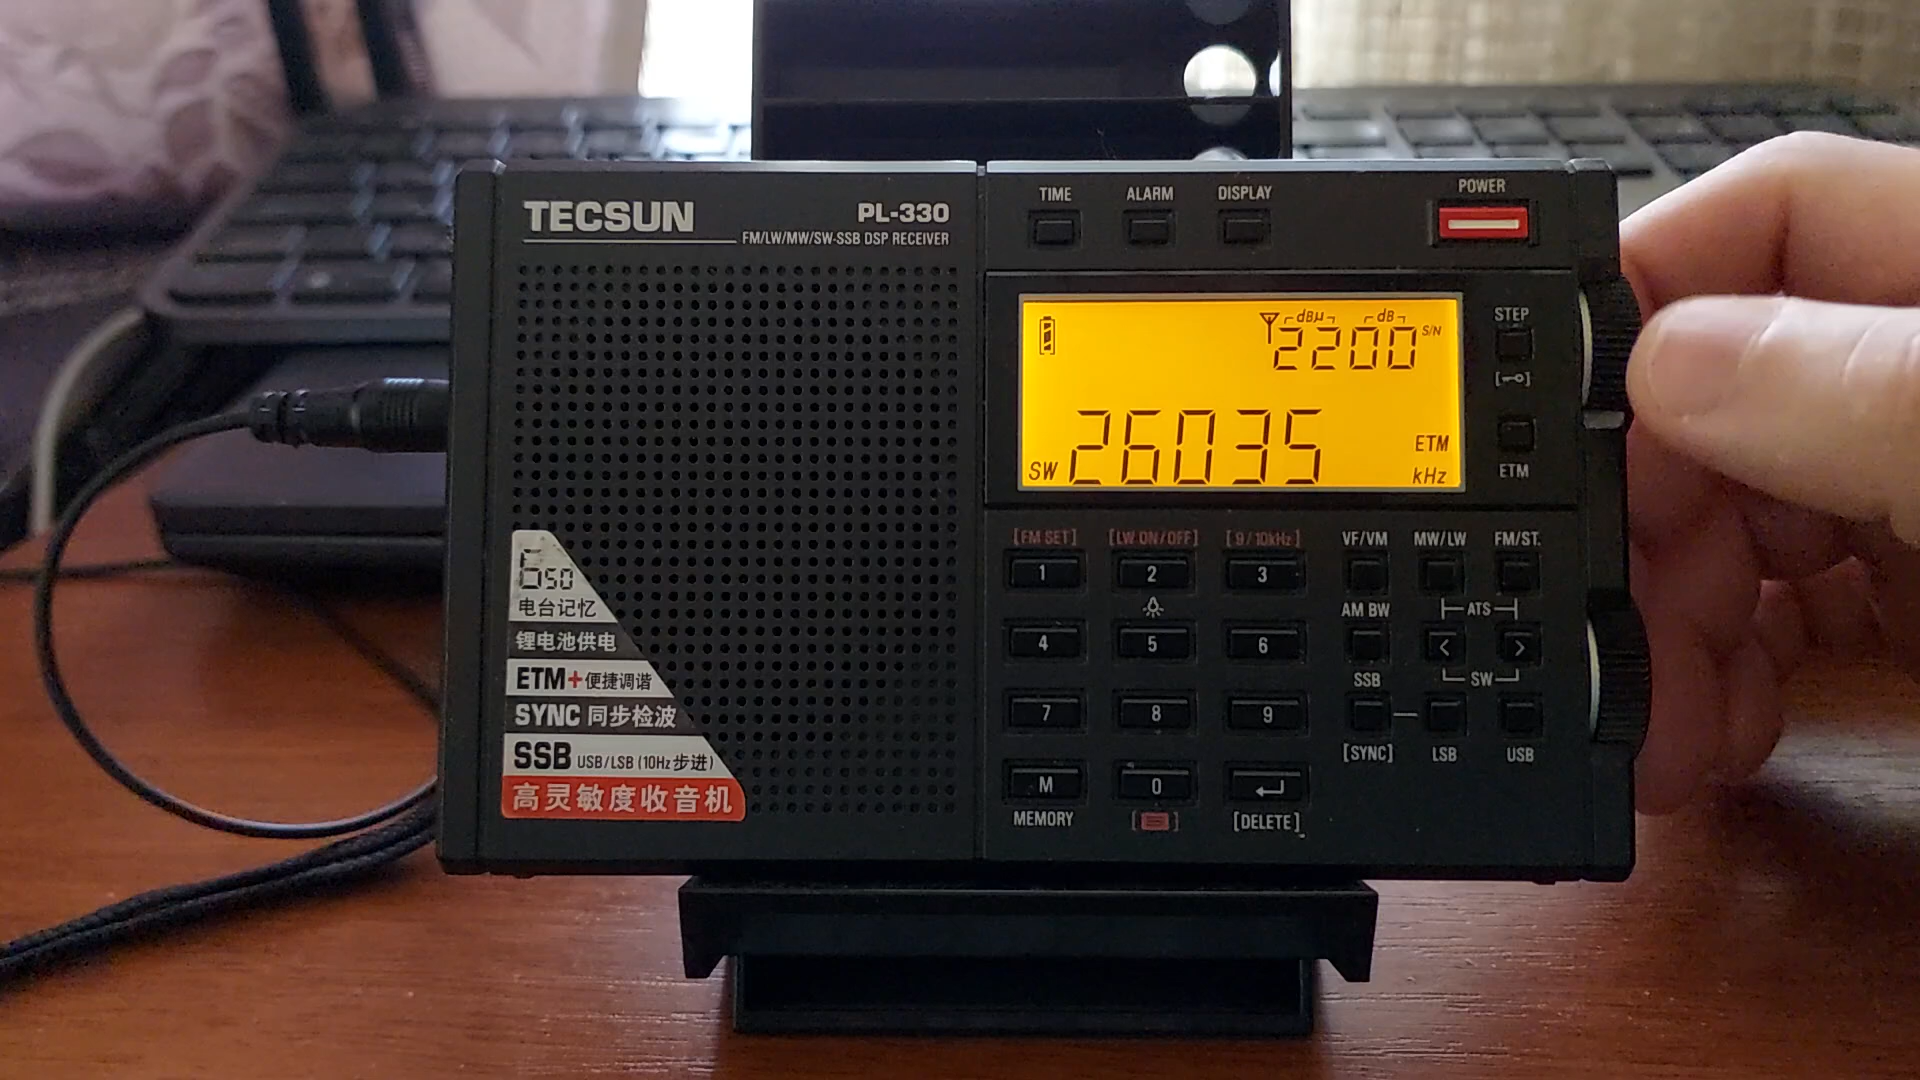 TECSUN
PL-330
FM/LW/MW/SW-SSB DSP RECEIVER
TIME
ALARM
DISPLAY
POWER
dBµ
dB
2200
S/N
26035
SW
ETM
kHz
STEP
ETM
[FM SET]
[LW ON/OFF]
[9/10kHz]
VF/VM
MW/LW
FM/ST.
1
2
3
AM BW
ATS
4
5
6
<
>
SSB
SW
7
8
9
[SYNC]
LSB
USB
M
0
MEMORY
[DELETE]
850
电台记忆
锂电池供电
ETM+便捷调谐
SYNC 同步检波
SSB USB/LSB (10Hz步进)
高灵敏度收音机